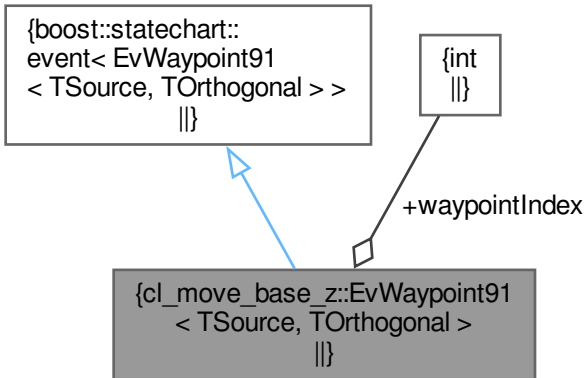 {boost::statechart::
event< EvWaypoint91
< TSource, TOrthogonal > >
||}
{int
||}
+waypointIndex
{cl_move_base_z::EvWaypoint91
< TSource, TOrthogonal >
||}